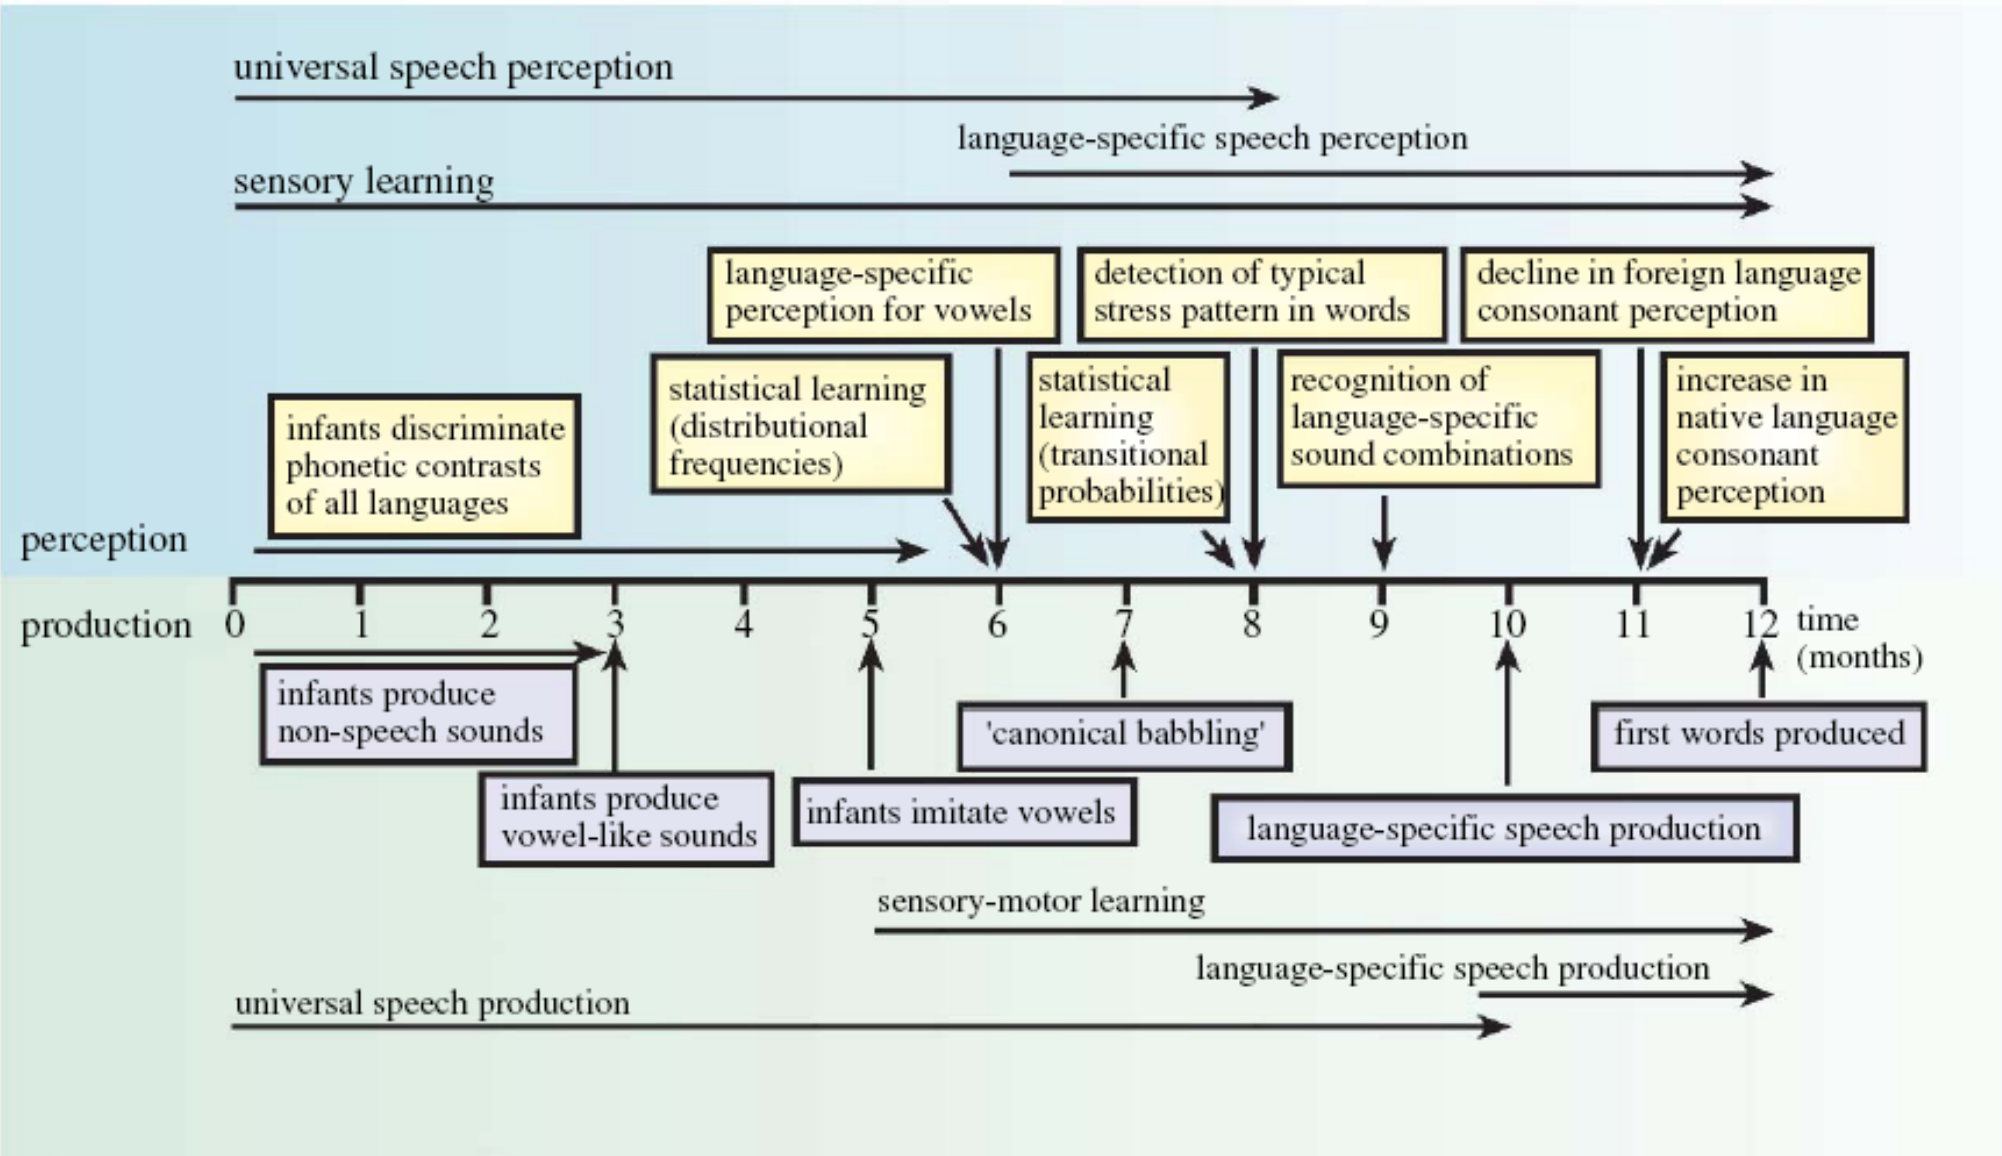 universal speech perception
language-specific speech perception
sensory learning
language-specific
perception for vowels
detection of typical
stress pattern in words
decline in foreign language
consonant perception
statistical learning
(distributional
frequencies)
statistical
learning
(transitional
probabilities)
recognition of
language-specific
sound combinations
increase in
native language
consonant
perception
infants discriminate
phonetic contrasts
of all languages
perception
production
0 1 2 3 4 5 6 7 8 9 10 11 12
time
(months)
infants produce
non-speech sounds
'canonical babbling'
first words produced
infants produce
vowel-like sounds
infants imitate vowels
language-specific speech production
sensory-motor learning
language-specific speech production
universal speech production